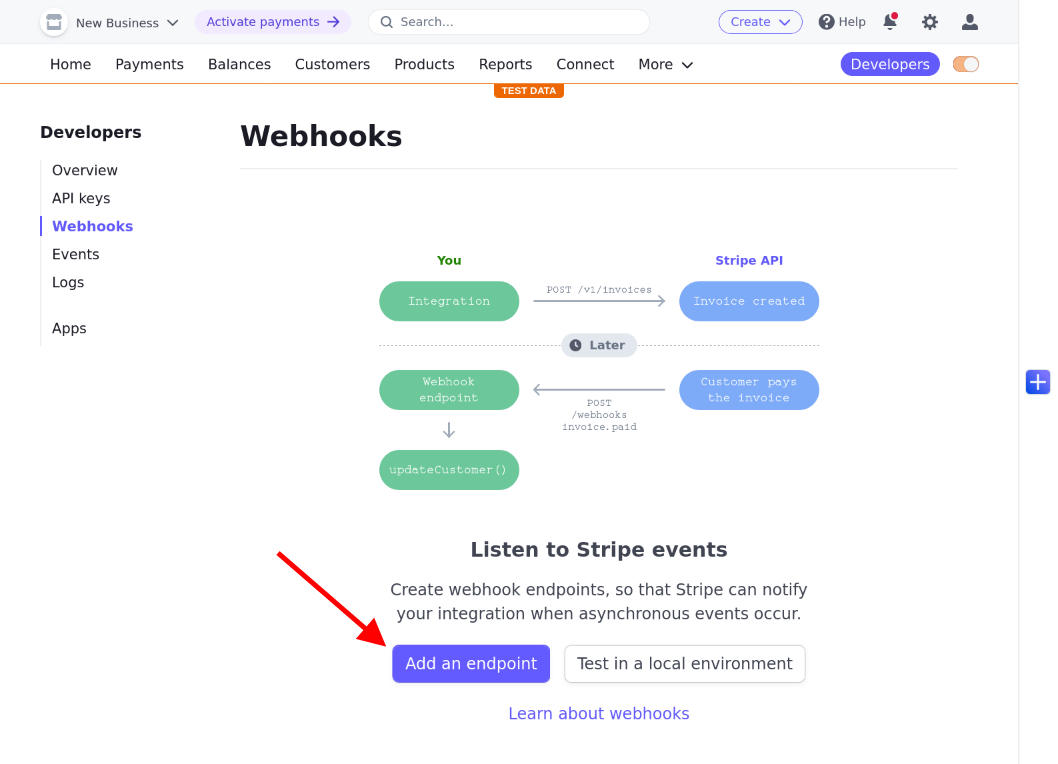 New Business
Activate payments
Search...
Create
Help
Home
Payments
Balances
Customers
Products
Reports
Connect
More
Developers
TEST DATA
Developers
Overview
API keys
Webhooks
Events
Logs
Apps
Webhooks
You
Stripe API
Integration
POST /v1/invoices
Invoice created
Later
Webhook
endpoint
POST
/webhooks
invoice.paid
Customer pays
the invoice
updateCustomer()
Listen to Stripe events
Create webhook endpoints, so that Stripe can notify
your integration when asynchronous events occur.
Add an endpoint
Test in a local environment
Learn about webhooks